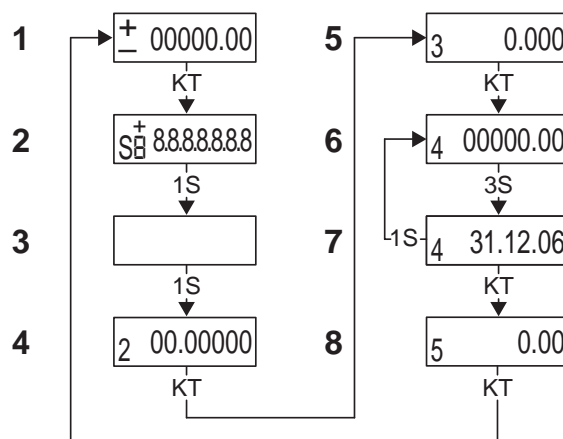 1
+
− 00000.00
KT
2
+
S8 8.8.8.8.8.8.8
1S
3
1S
4
2 00.00000
KT
5
3 0.000
KT
6
4 00000.00
3S
7
1S
4 31.12.06
KT
8
5 0.00
KT